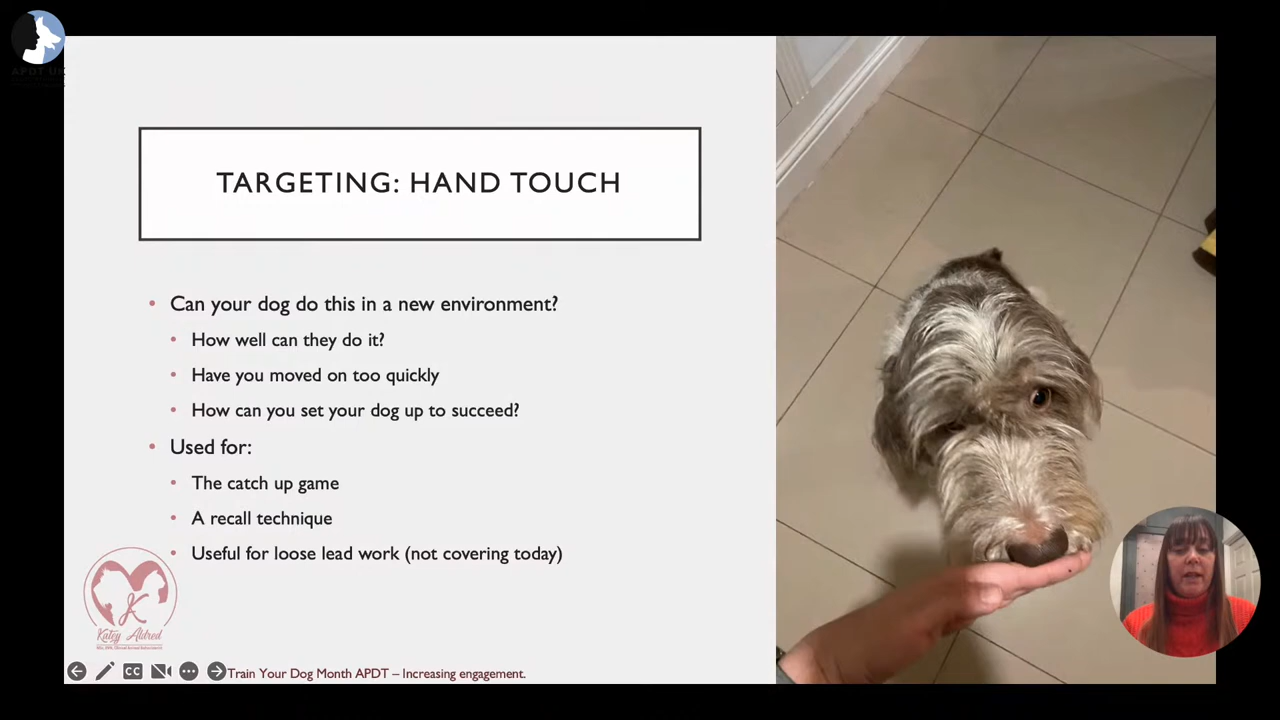 APDT UK
TARGETING: HAND TOUCH
Can your dog do this in a new environment?
How well can they do it?
Have you moved on too quickly
How can you set your dog up to succeed?
Used for:
The catch up game
A recall technique
Useful for loose lead work (not covering today)
K
Katey Aldred
CC
Train Your Dog Month APDT – Increasing engagement.